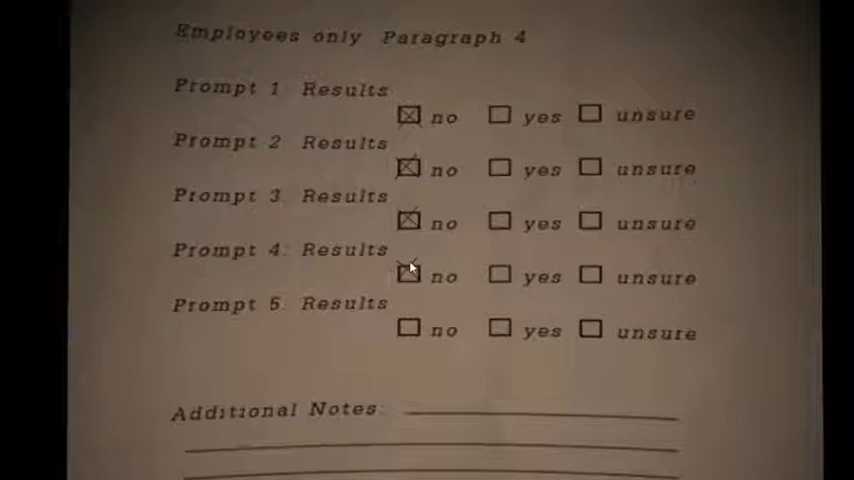 Employees only Paragraph 4
Prompt 1. Results
no yes unsure
Prompt 2 Results
no yes unsure
Prompt 3. Results
no yes unsure
Prompt 4. Results
no yes unsure
Prompt 5. Results
no yes unsure
Additional Notes: